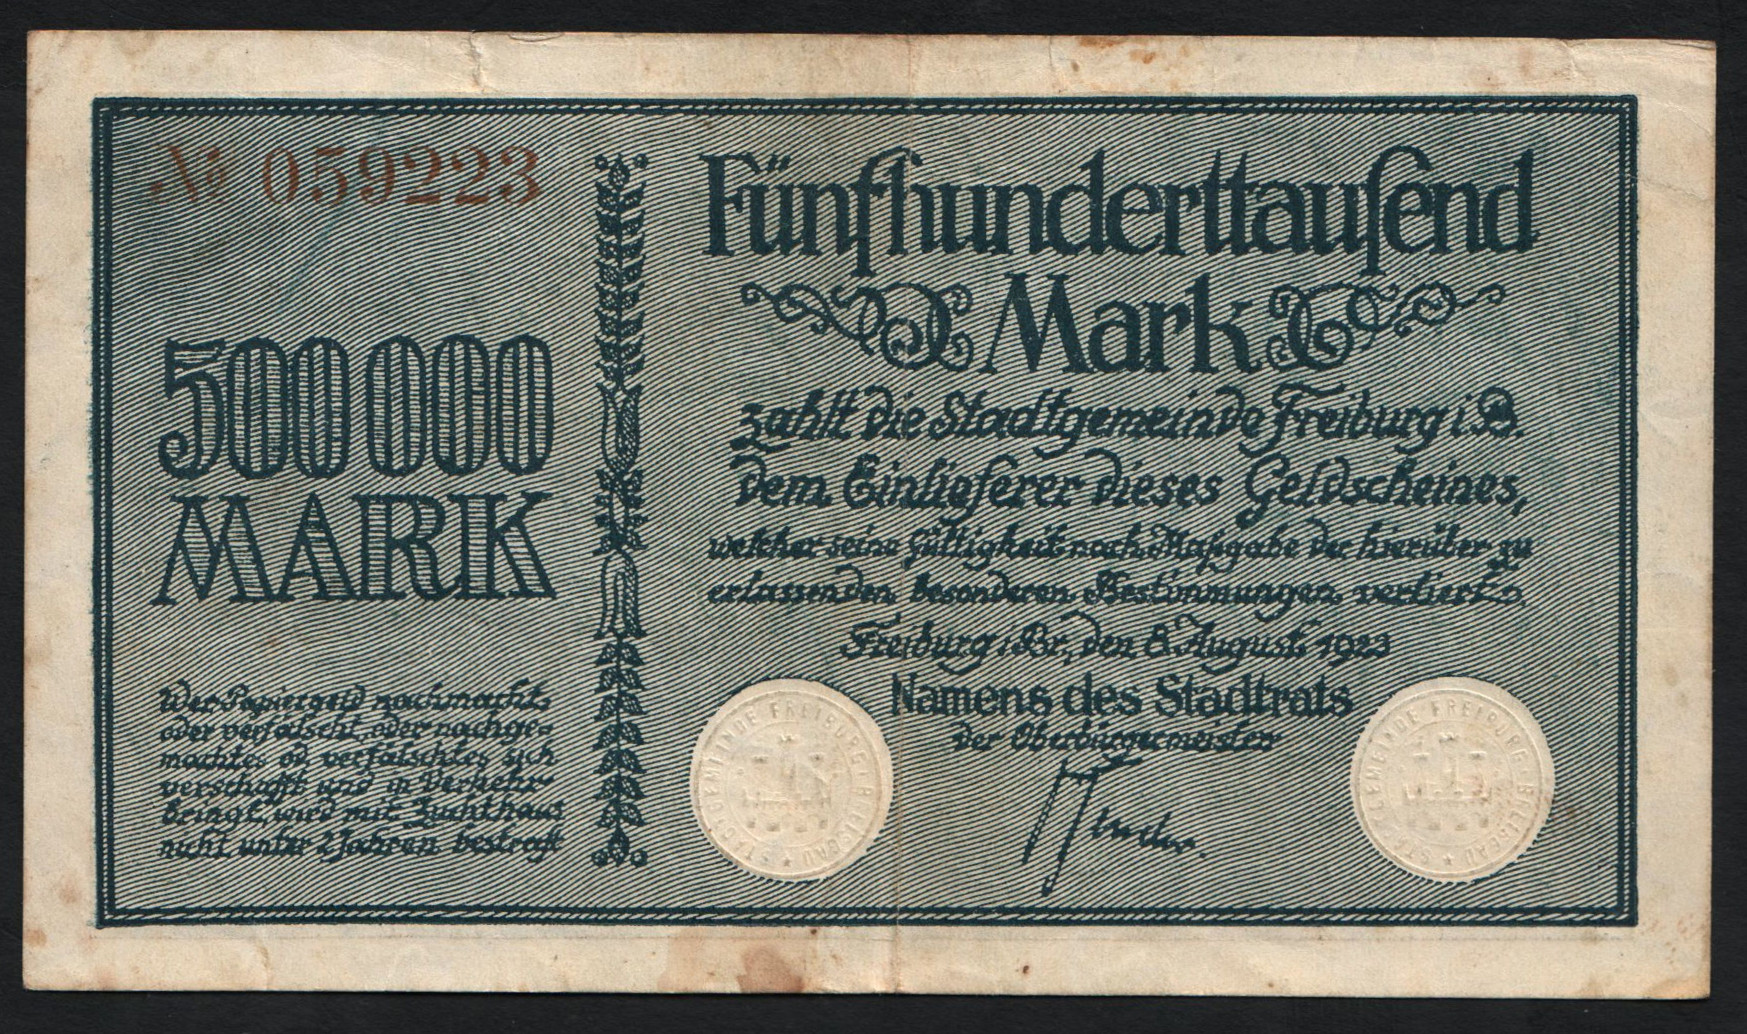 № 059223
500 000
MARK
Wer Papiergeld nachmacht
oder verfälscht, oder nachge-
machtes od. verfälschtes sich
verschafft und in Verkehr
bringt, wird mit Zuchthaus
nicht unter 2 Jahren bestraft
Fünfhunderttausend
Mark
zahlt die Stadtgemeinde Freiburg i. B.
dem Einlieferer dieses Geldscheines,
welcher seine Gültigkeit nach Maßgabe der hierüber zu
erlassenden besonderen Bestimmungen verliert.
Freiburg i. Br., den 8. August 1923
Namens des Stadtrats
der Oberbürgermeister
STADTGEMEINDE FREIBURG · BREISGAU
STADTGEMEINDE FREIBURG · BREISGAU